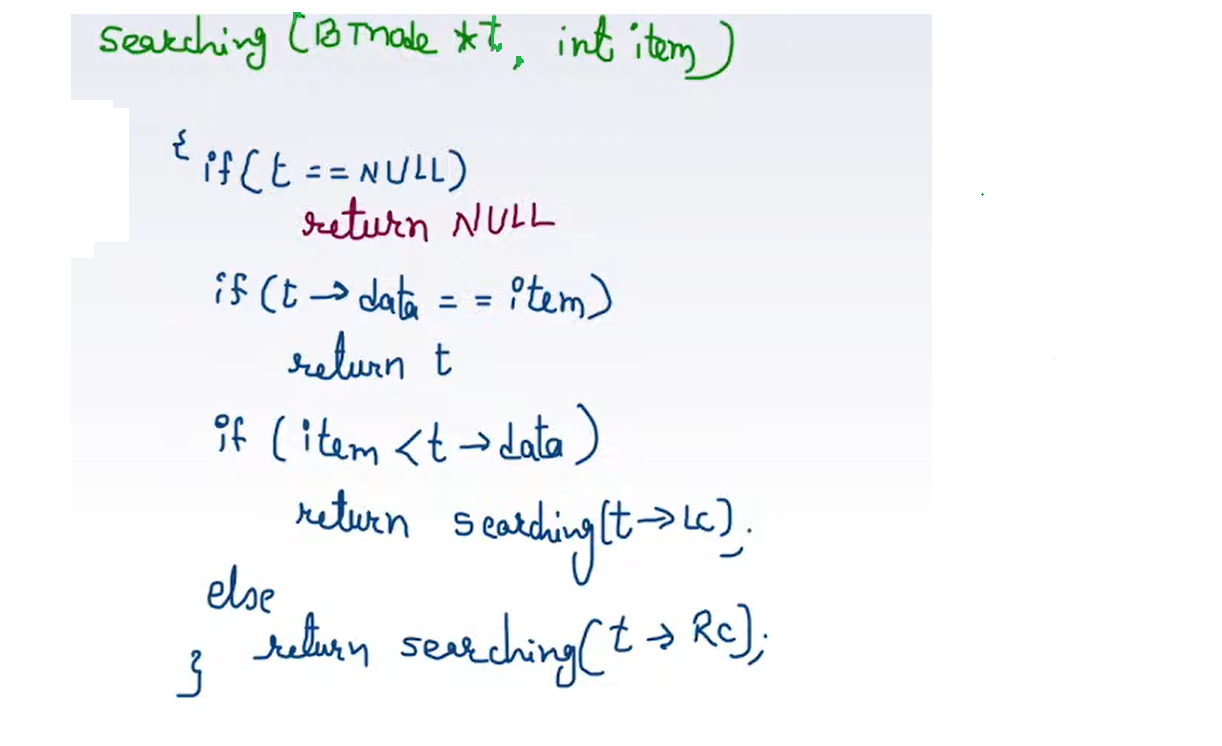 searching (BTnode *t, int item)
{ if(t == NULL)
return NULL
if (t → data == item)
return t
if (item < t → data)
return searching(t → LC);
else
return searching(t → RC);
}